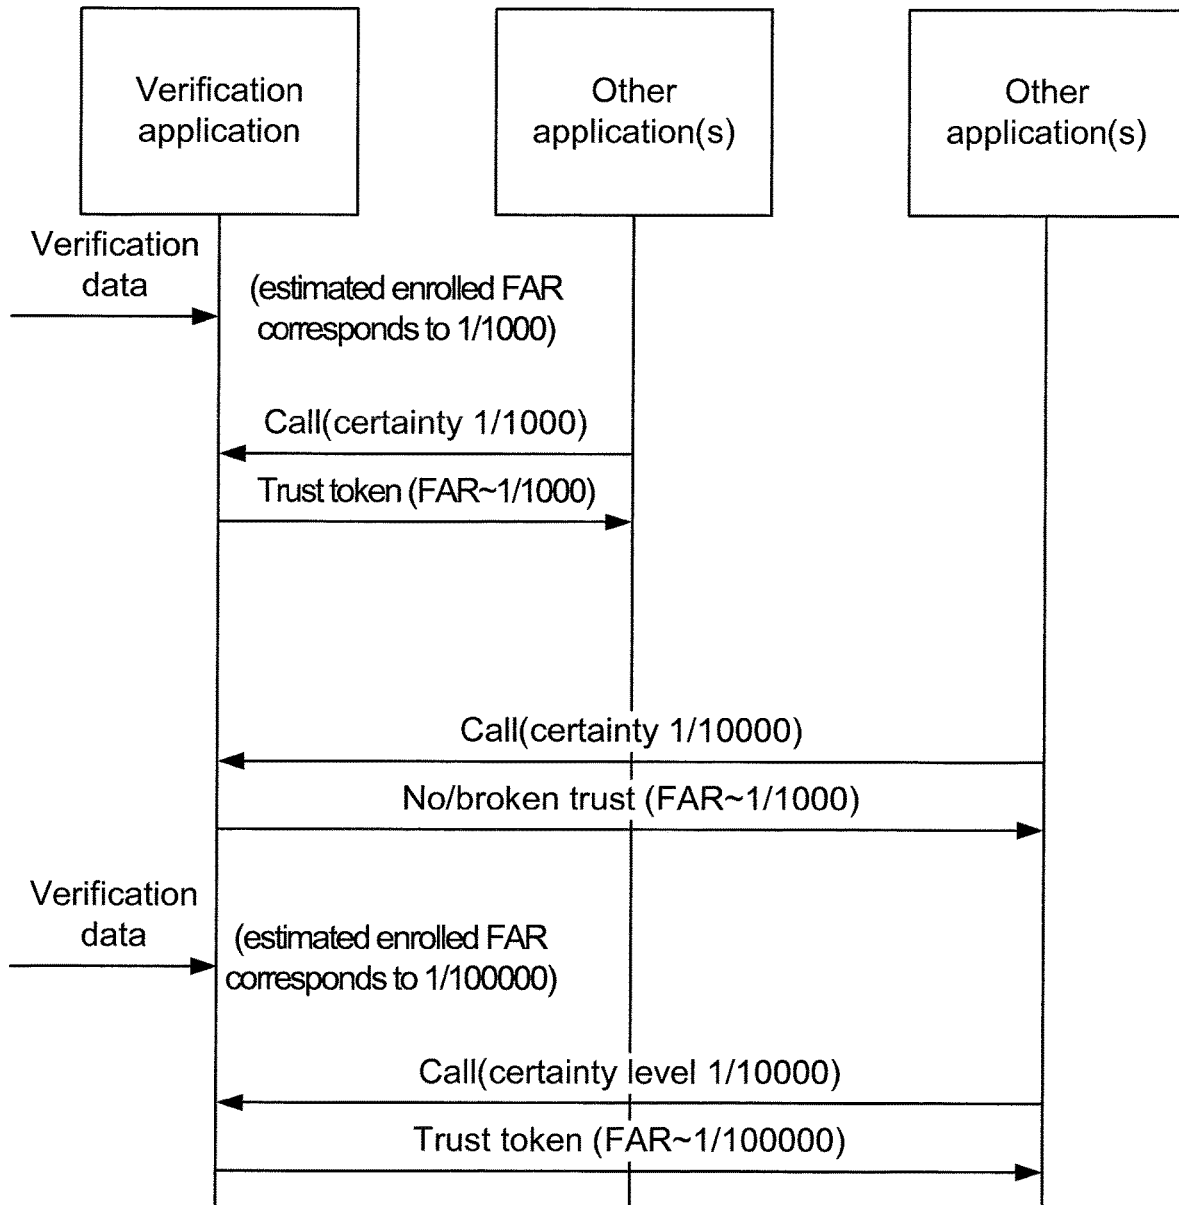 Verification
application
Other
application(s)
Other
application(s)
Verification
data
(estimated enrolled FAR
corresponds to 1/1000)
Call(certainty 1/1000)
Trust token (FAR~1/1000)
Call(certainty 1/10000)
No/broken trust (FAR~1/1000)
Verification
data
(estimated enrolled FAR
corresponds to 1/100000)
Call(certainty level 1/10000)
Trust token (FAR~1/100000)